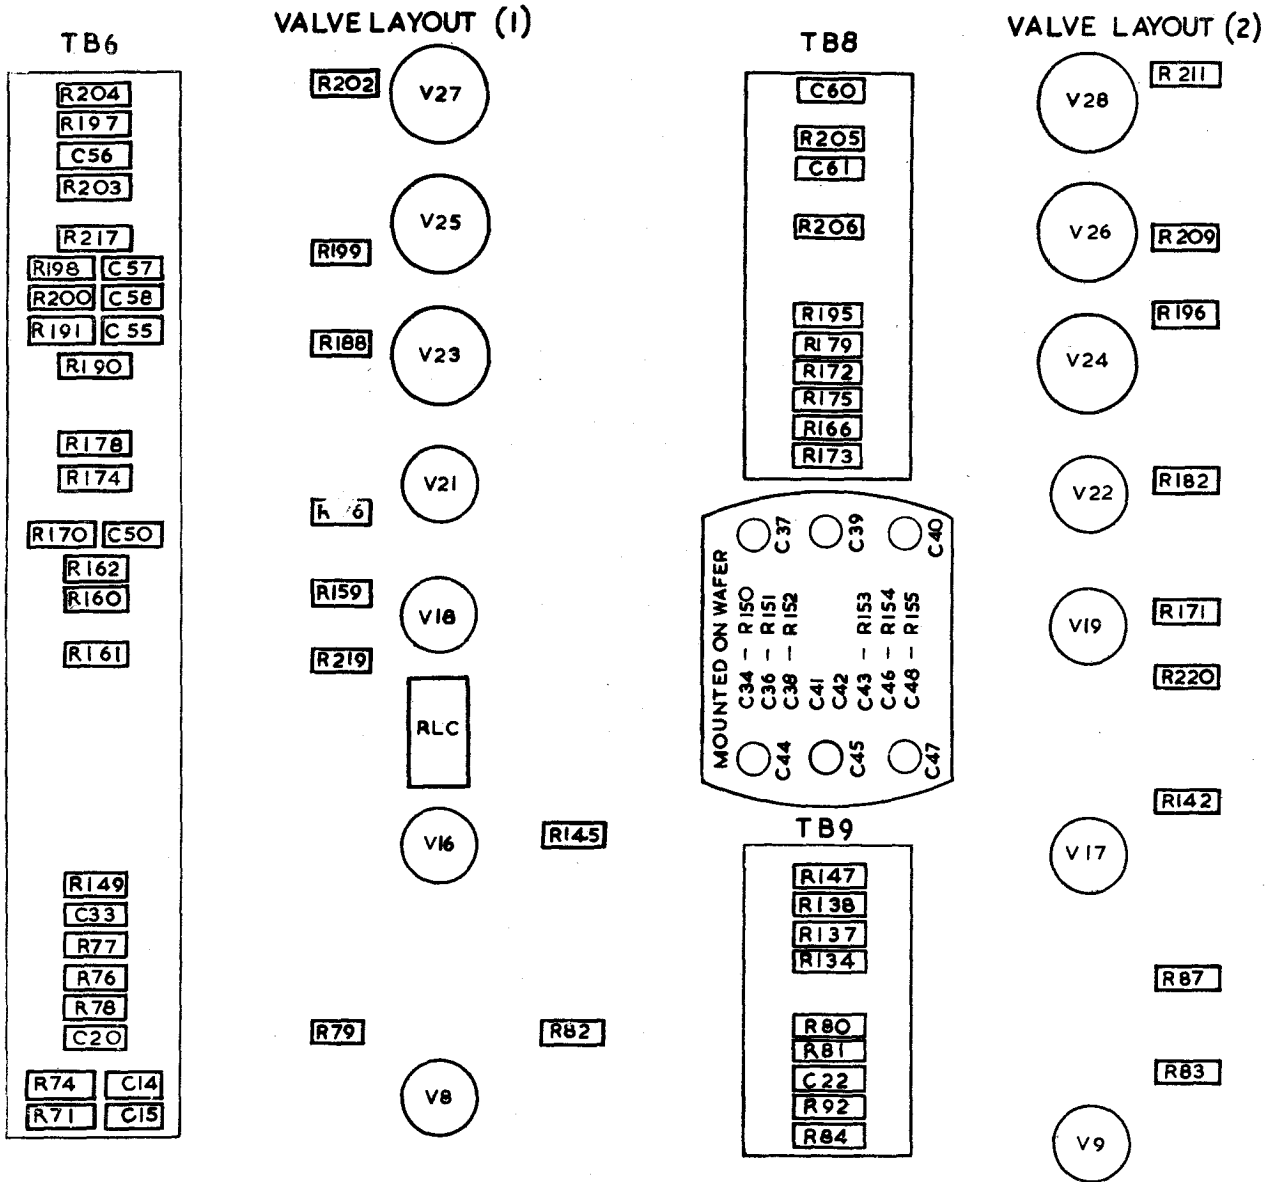 TB6
R204
R197
C56
R203
R217
R198 C57
R200 C58
R191 C55
R190
R178
R174
R170 C50
R162
R160
R161
R149
C33
R77
R76
R78
C20
R74 C14
R71 C15
VALVE LAYOUT (1)
R202
V27
V25
R199
R188
V23
V21
R159
V18
R219
RLC
V16
R145
R79
R82
V8
TB8
C60
R205
C61
R206
R195
R179
R172
R175
R166
R173
MOUNTED ON WAFER
C37
C39
C40
C34 - R150
C36 - R151
C38 - R152
C41
C42
C43 - R153
C46 - R154
C48 - R155
C44
C45
C47
TB9
R147
R138
R137
R134
R80
R81
C22
R92
R84
VALVE LAYOUT (2)
V28
R211
V26
R209
R196
V24
R182
V22
R171
V19
R220
R142
V17
R87
R83
V9